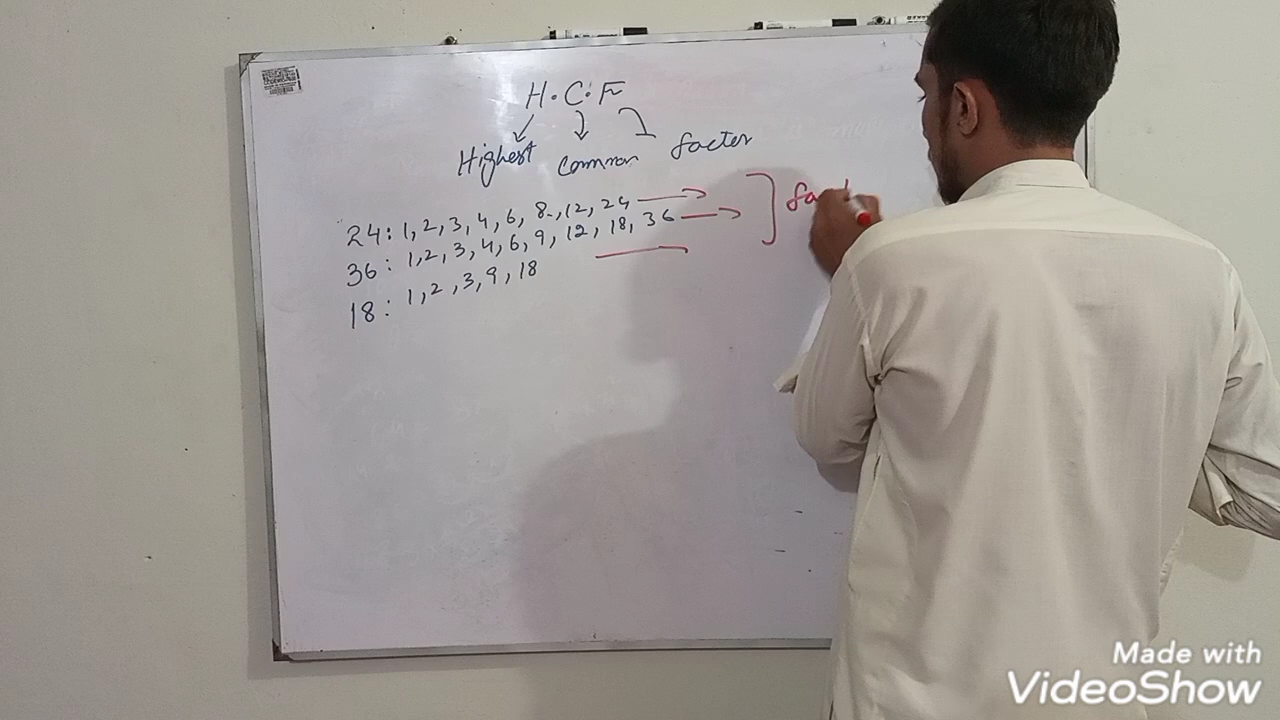 H.C.F
Highest Common factor
24: 1, 2, 3, 4, 6, 8, 12, 24
36: 1, 2, 3, 4, 6, 9, 12, 18, 36
18: 1, 2, 3, 9, 18
Made with
VideoShow